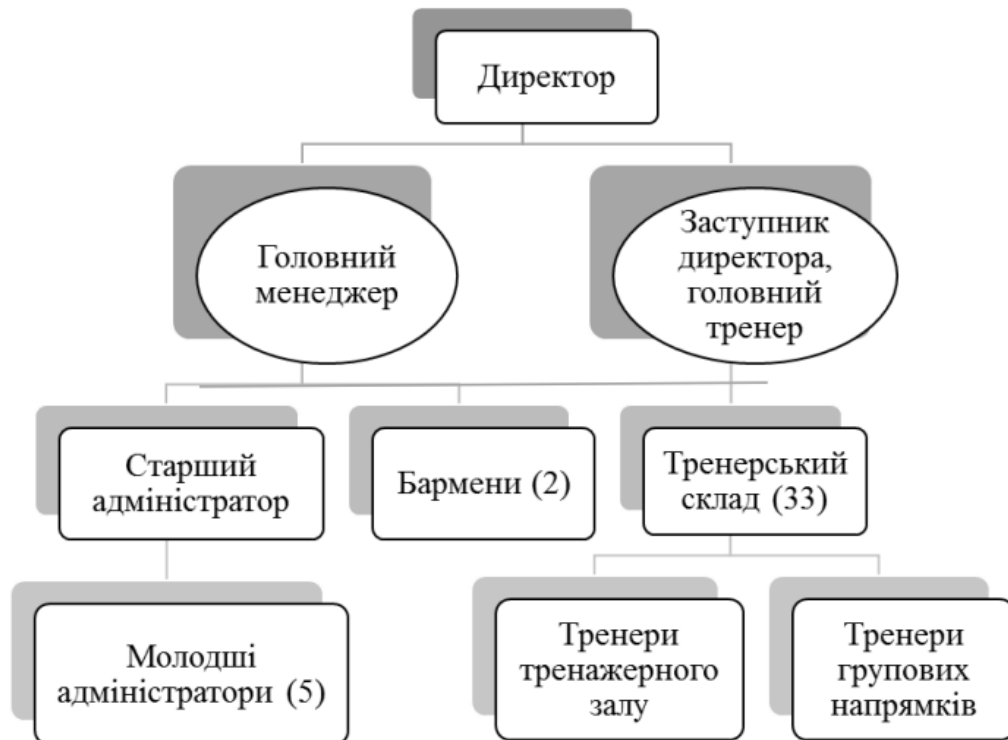 Директор
Головний
менеджер
Заступник
директора,
головний
тренер
Старший
адміністратор
Бармени (2)
Тренерський
склад (33)
Молодші
адміністратори (5)
Тренери
тренажерного
залу
Тренери
групових
напрямків